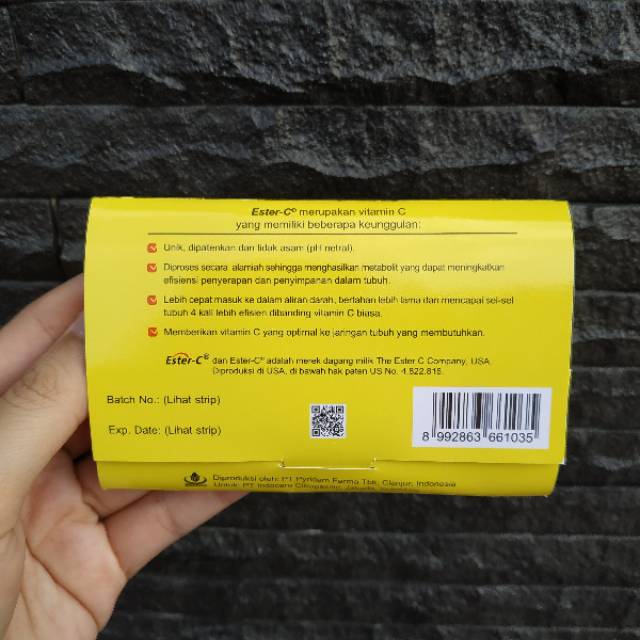 Ester-C® merupakan vitamin C
yang memiliki beberapa keunggulan:
Unik, dipatenkan dan tidak asam (pH netral).
Diproses secara alamiah sehingga menghasilkan metabolit yang dapat meningkatkan
efisiensi penyerapan dan penyimpanan dalam tubuh.
Lebih cepat masuk ke dalam aliran darah, bertahan lebih lama dan mencapai sel-sel
tubuh 4 kali lebih efisien dibanding vitamin C biasa.
Memberikan vitamin C yang optimal ke jaringan tubuh yang membutuhkan.
Ester-C® dan Ester-C® adalah merek dagang milik The Ester C Company, USA.
Diproduksi di USA, di bawah hak paten US No. 4.822.816.
Batch No.: (Lihat strip)
Exp. Date: (Lihat strip)
8 992863 661035
Diproduksi oleh: PT Pyridam Farma Tbk, Cianjur, Indonesia
Untuk: PT Indocare Citrapasific, Jakarta,